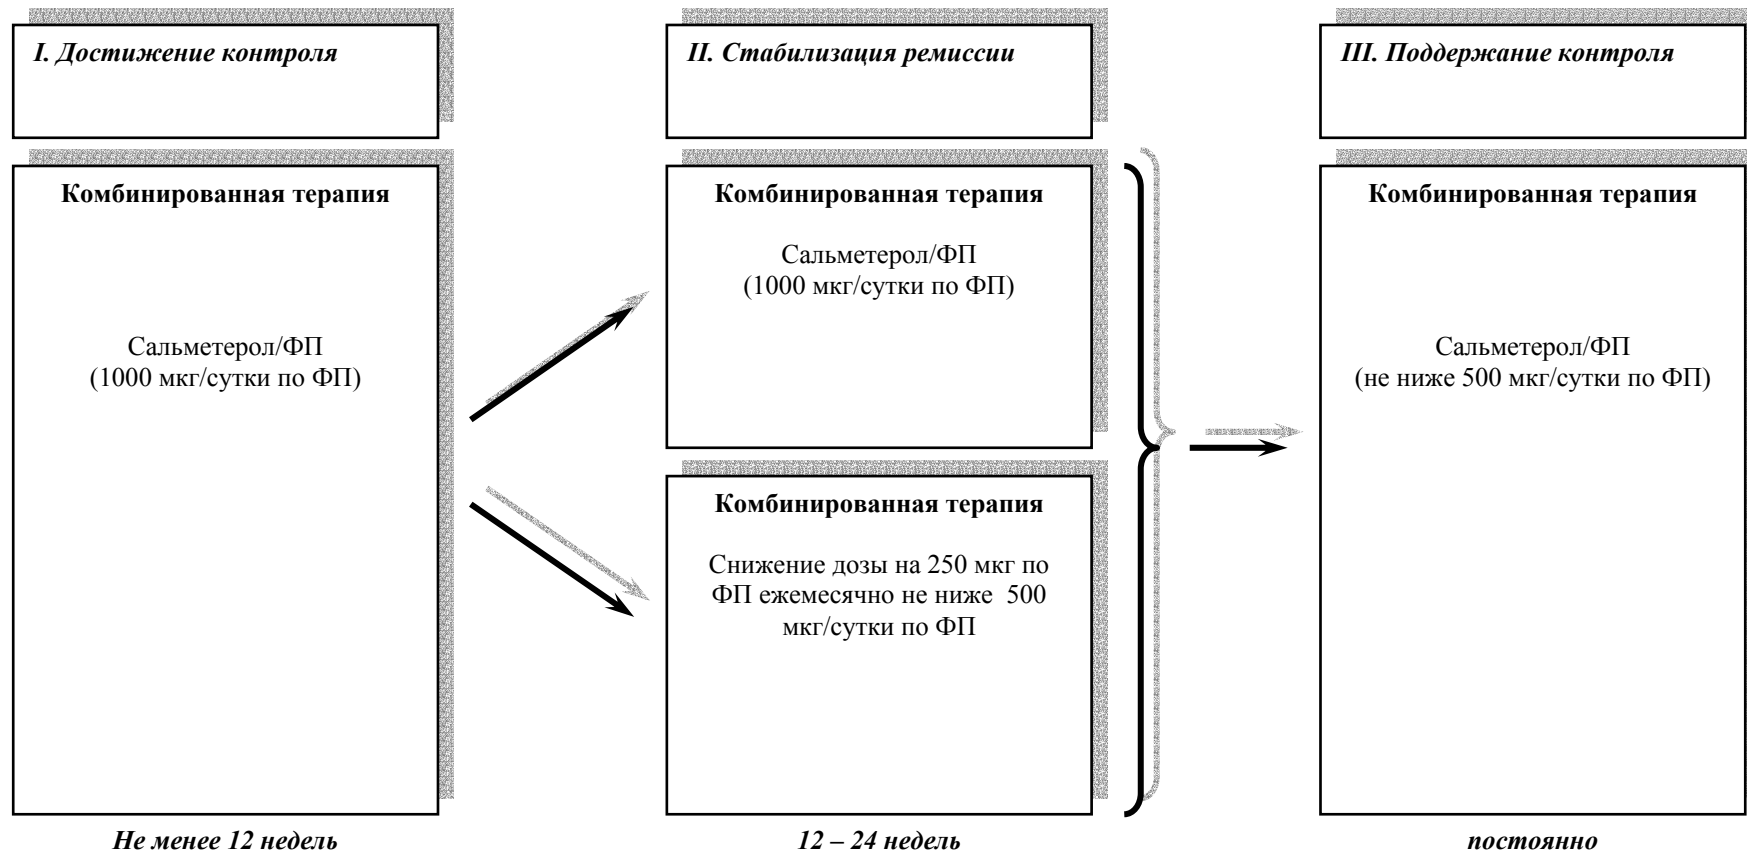 I. Достижение контроля
II. Стабилизация ремиссии
III. Поддержание контроля
Комбинированная терапия
Сальметерол/ФП
(1000 мкг/сутки по ФП)
Комбинированная терапия
Сальметерол/ФП
(1000 мкг/сутки по ФП)
Комбинированная терапия
Снижение дозы на 250 мкг по
ФП ежемесячно не ниже 500
мкг/сутки по ФП
Комбинированная терапия
Сальметерол/ФП
(не ниже 500 мкг/сутки по ФП)
Не менее 12 недель
12 – 24 недель
постоянно